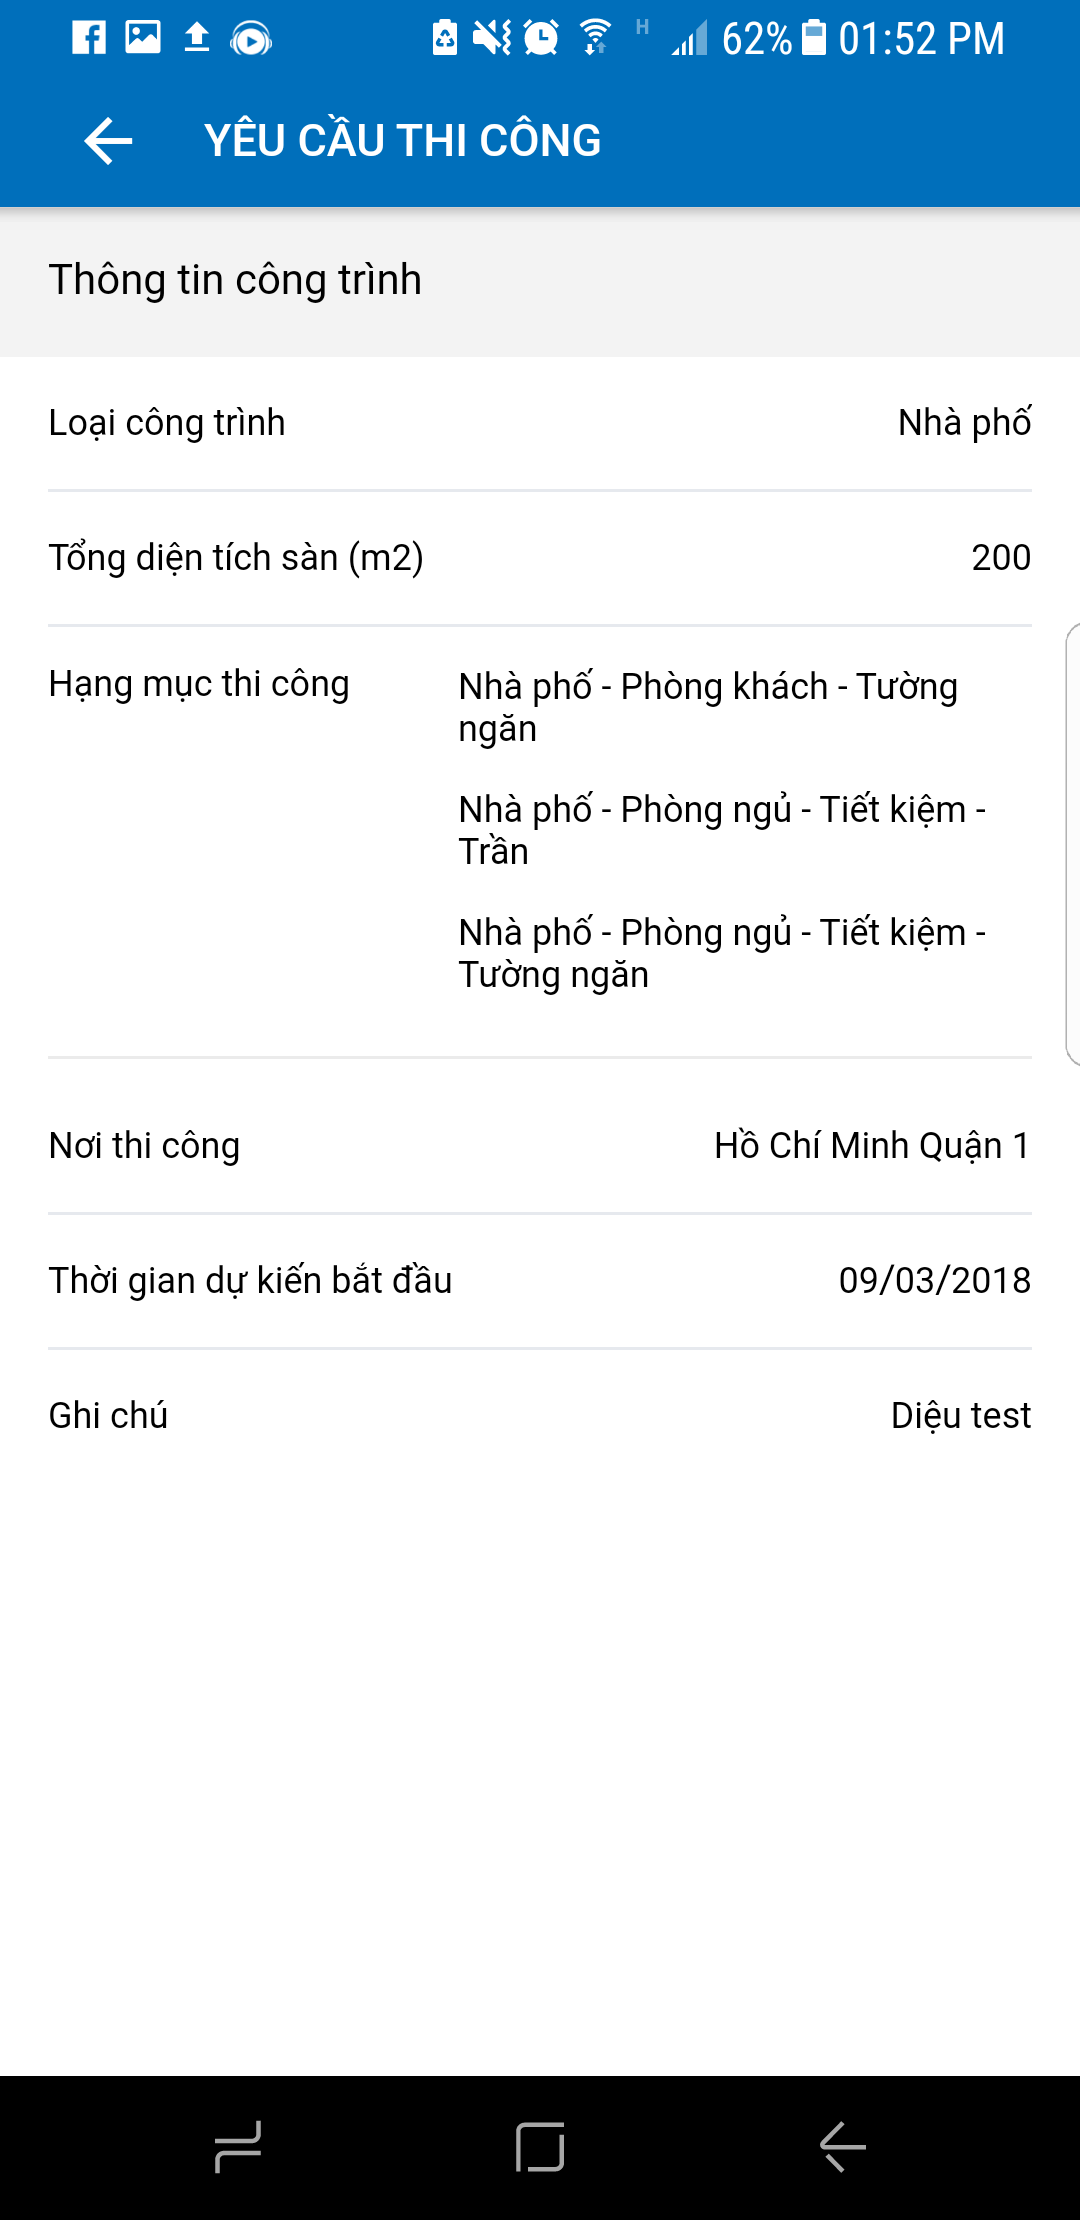 H 62% 01:52 PM
YÊU CẦU THI CÔNG
Thông tin công trình
Loại công trình Nhà phố
Tổng diện tích sàn (m2) 200
Hạng mục thi công Nhà phố - Phòng khách - Tường
ngăn
Nhà phố - Phòng ngủ - Tiết kiệm -
Trần
Nhà phố - Phòng ngủ - Tiết kiệm -
Tường ngăn
Nơi thi công Hồ Chí Minh Quận 1
Thời gian dự kiến bắt đầu 09/03/2018
Ghi chú Diệu test